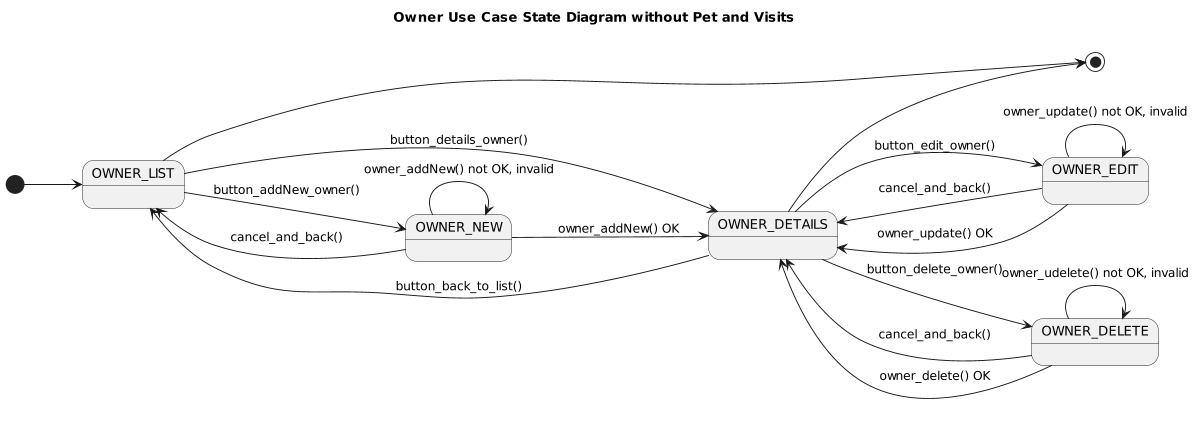 Owner Use Case State Diagram without Pet and Visits
owner_update() not OK, invalid
button_details_owner()
button_edit_owner()
OWNER_LIST
owner_addNew() not OK, invalid
OWNER_EDIT
button_addNew_owner()
cancel_and_back()
OWNER_NEW
OWNER_DETAILS
owner_addNew() OK
cancel_and_back()
owner_update() OK
button_delete_owner()
owner_udelete() not OK, invalid
button_back_to_list()
OWNER_DELETE
cancel_and_back()
owner_delete() OK